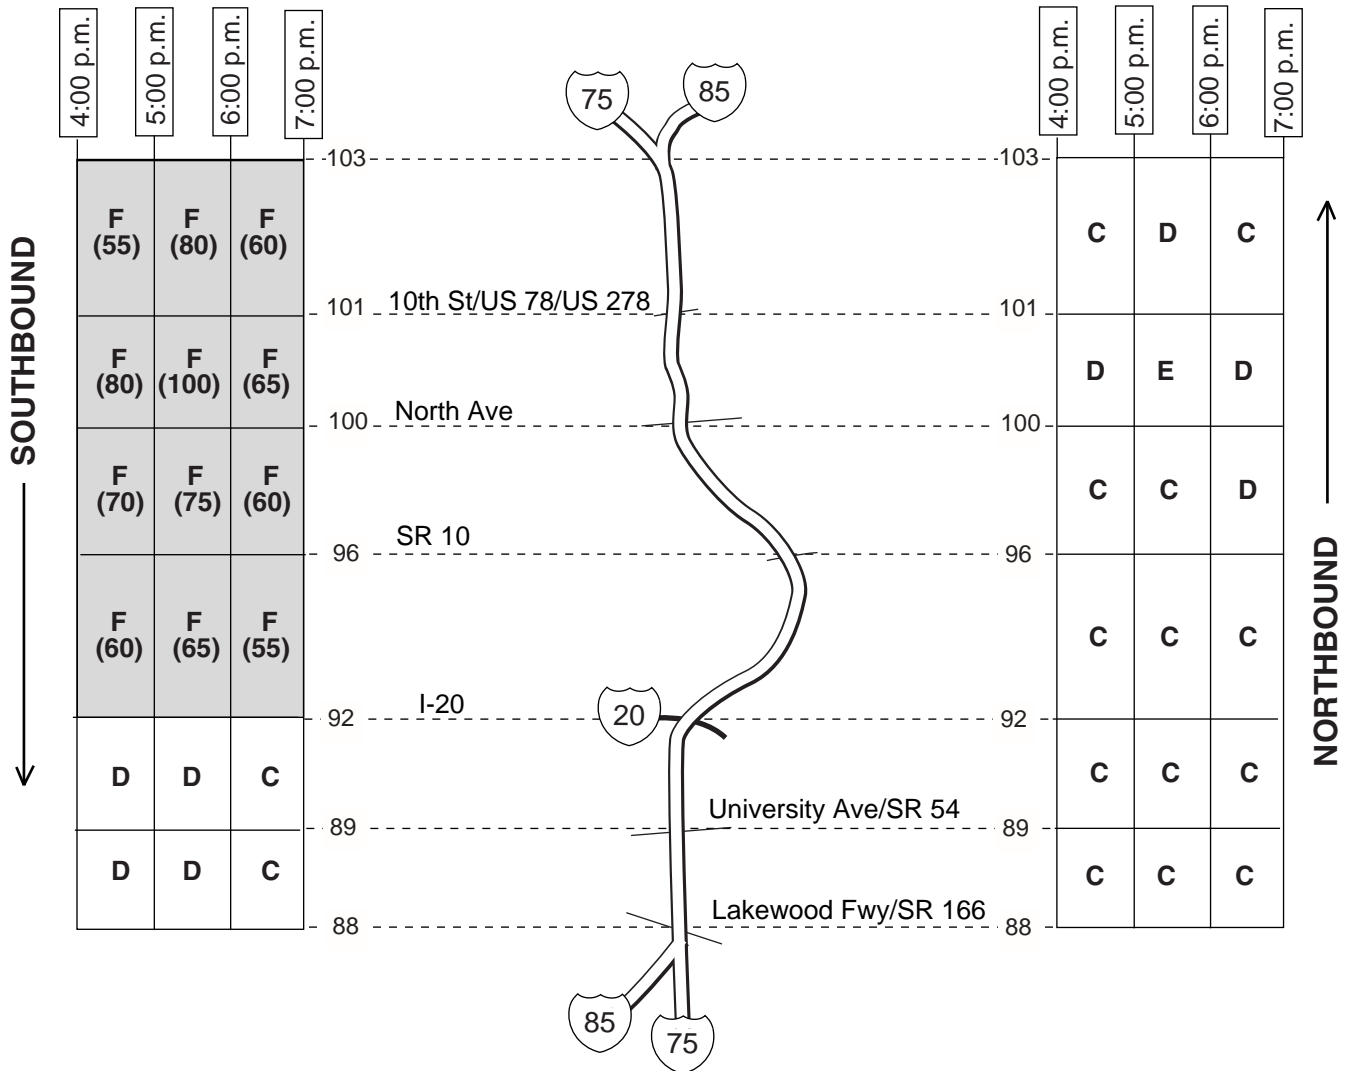 4:00 p.m. 5:00 p.m. 6:00 p.m. 7:00 p.m.
4:00 p.m. 5:00 p.m. 6:00 p.m. 7:00 p.m.
75 85
103 103
F F F
(55) (80) (60)
C D C
SOUTHBOUND
NORTHBOUND
101 10th St/US 78/US 278 101
F F F
(80) (100) (65)
D E D
100 North Ave 100
F F F
(70) (75) (60)
C C D
96 SR 10 96
F F F
(60) (65) (55)
C C C
92 I-20 20 92
D D C
C C C
89 University Ave/SR 54 89
D D C
C C C
88 Lakewood Fwy/SR 166 88
85 75